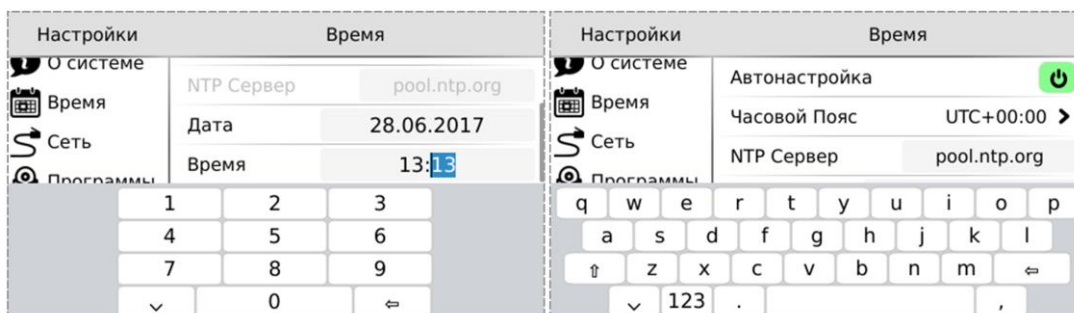 Настройки
Время
О системе
Время
Сеть
Программы
NTP Сервер
pool.ntp.org
Дата
28.06.2017
Время
13:13
1 2 3
4 5 6
7 8 9
0
Настройки
Время
О системе
Время
Сеть
Программы
Автонастройка
Часовой Пояс
UTC+00:00
NTP Сервер
pool.ntp.org
q w e r t y u i o p
a s d f g h j k l
z x c v b n m
123 . ,